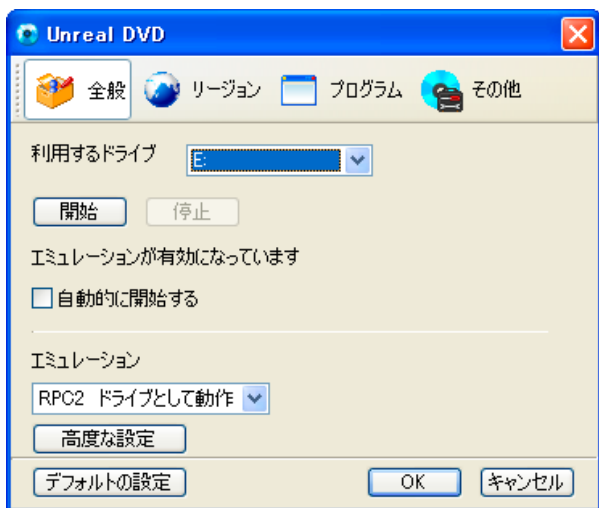 Unreal DVD
全般 リージョン プログラム その他
利用するドライブ E:
開始 停止
エミュレーションが有効になっています
自動的に開始する
エミュレーション
RPC2 ドライブとして動作
高度な設定
デフォルトの設定 OK キャンセル